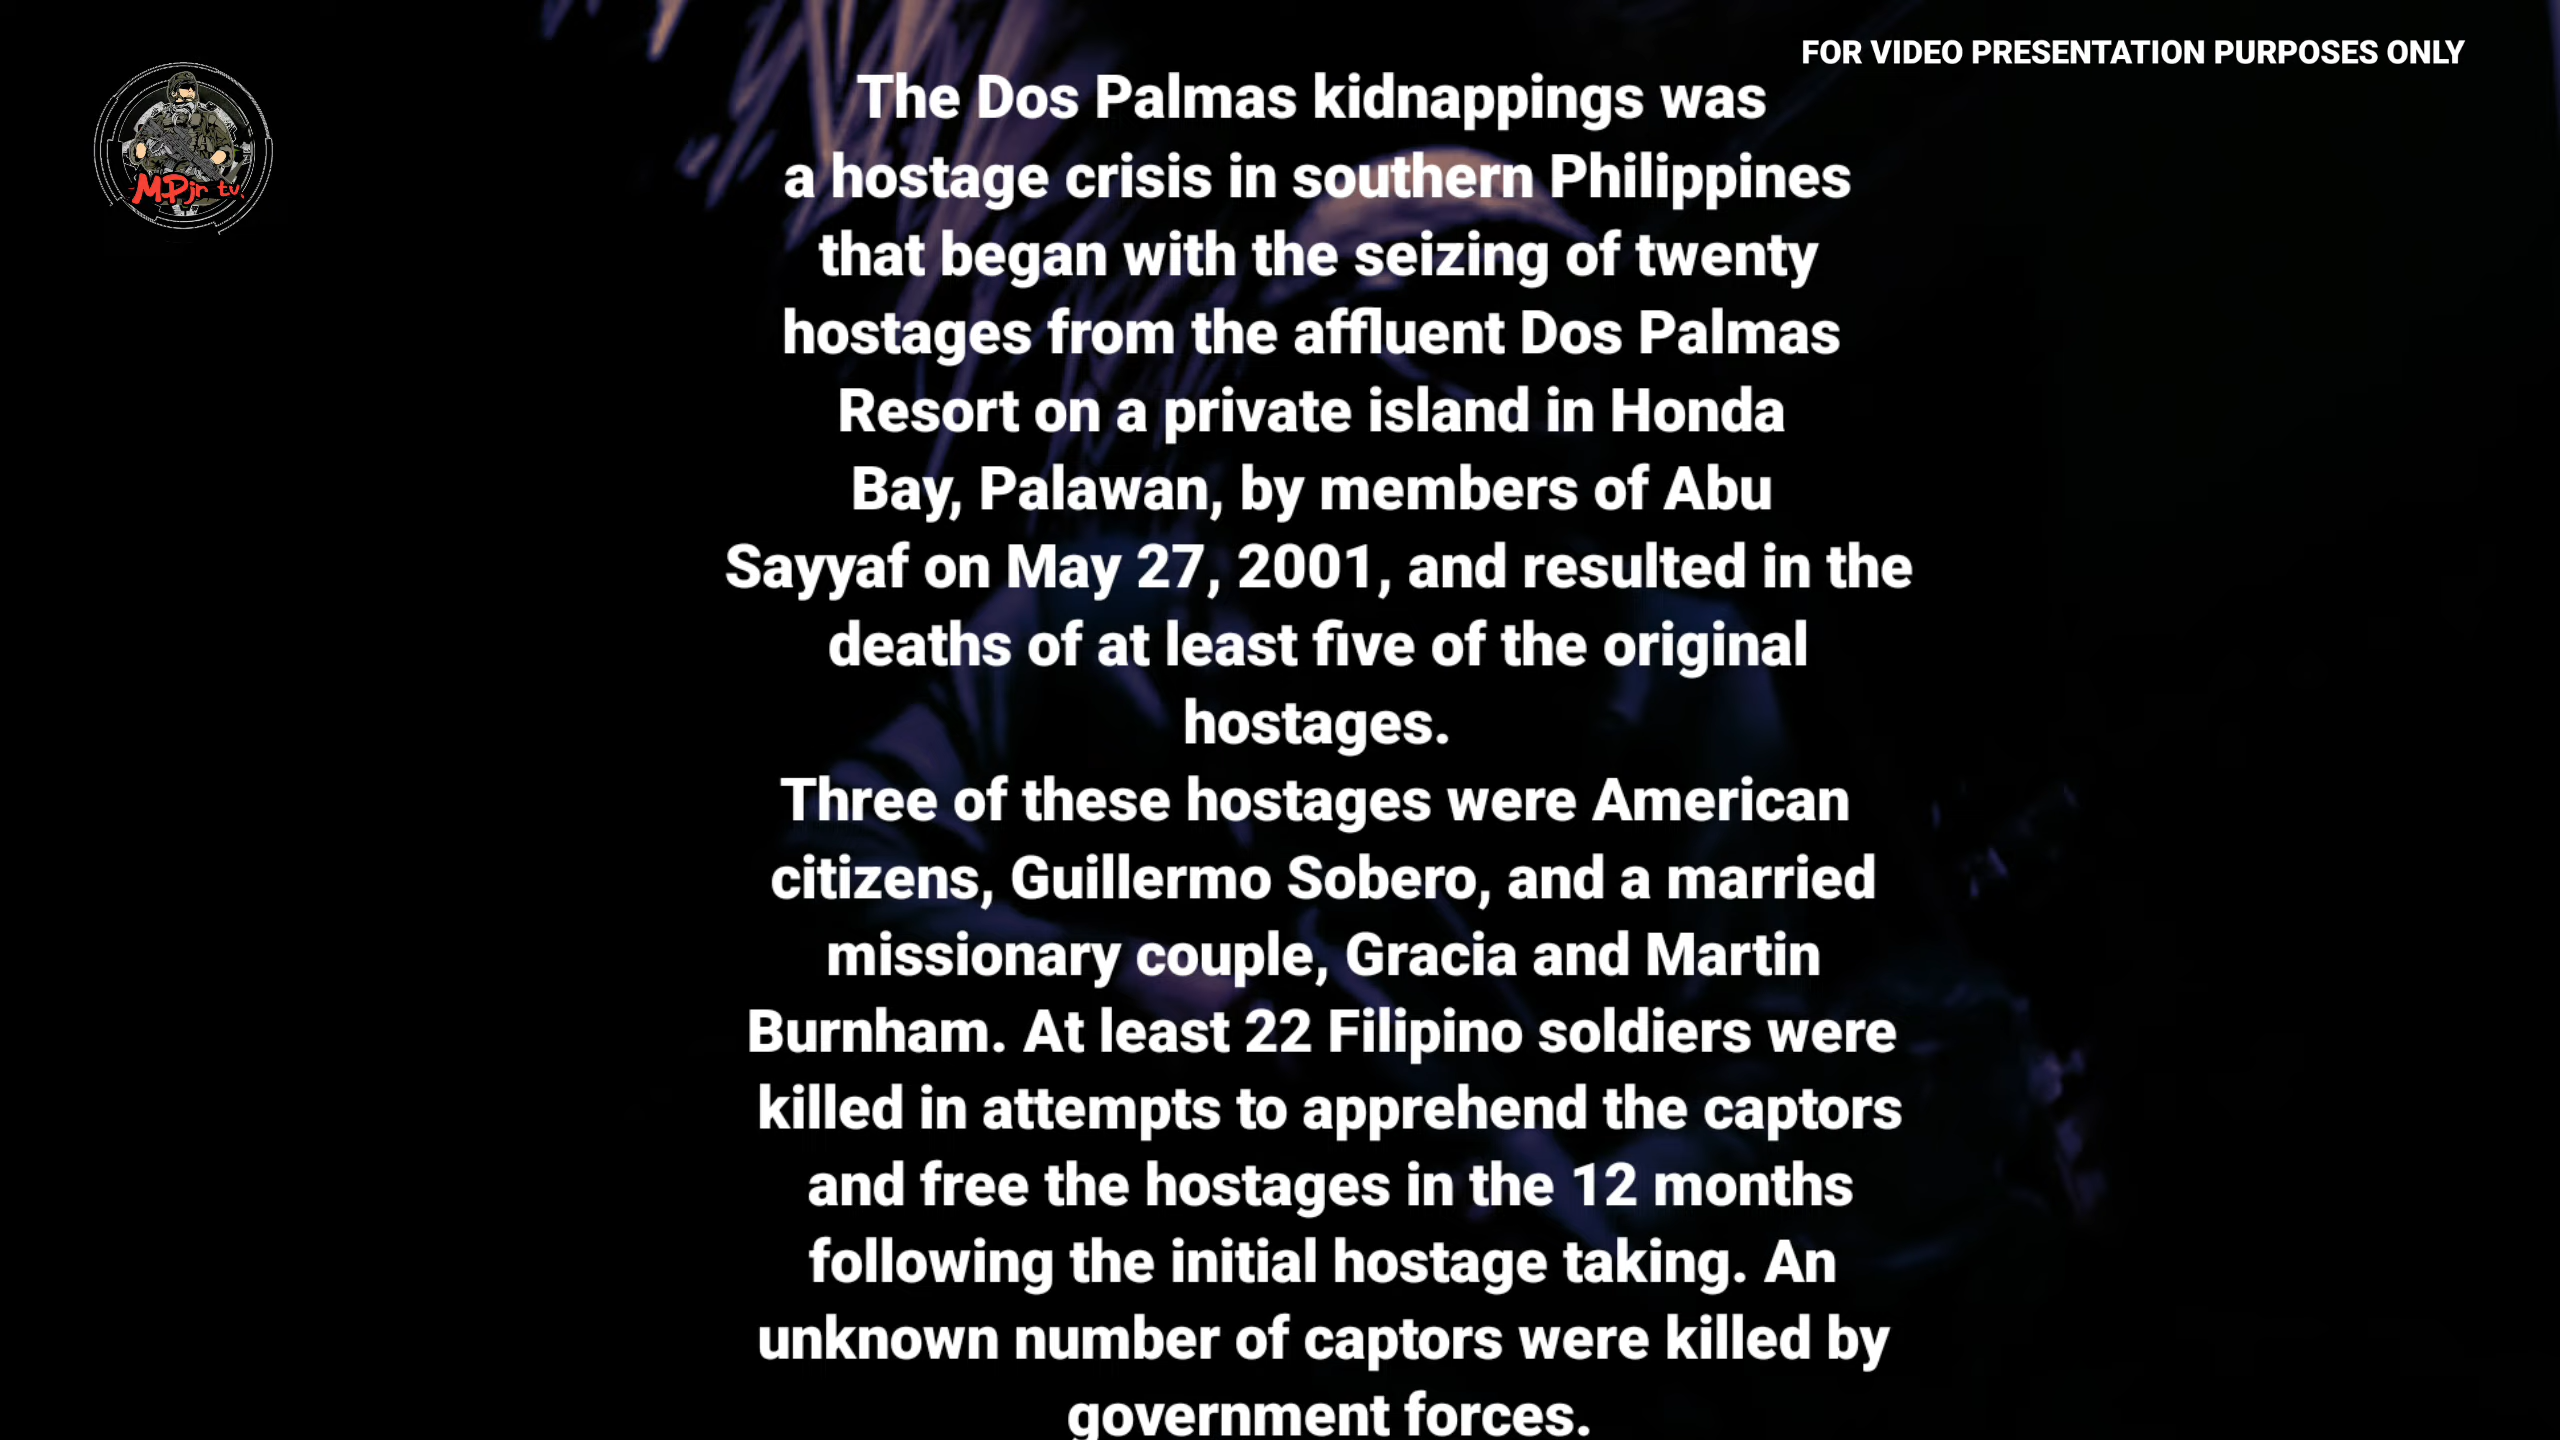 FOR VIDEO PRESENTATION PURPOSES ONLY
M.P.jr tv.
The Dos Palmas kidnappings was
a hostage crisis in southern Philippines
that began with the seizing of twenty
hostages from the affluent Dos Palmas
Resort on a private island in Honda
Bay, Palawan, by members of Abu
Sayyaf on May 27, 2001, and resulted in the
deaths of at least five of the original
hostages.
Three of these hostages were American
citizens, Guillermo Sobero, and a married
missionary couple, Gracia and Martin
Burnham. At least 22 Filipino soldiers were
killed in attempts to apprehend the captors
and free the hostages in the 12 months
following the initial hostage taking. An
unknown number of captors were killed by
government forces.